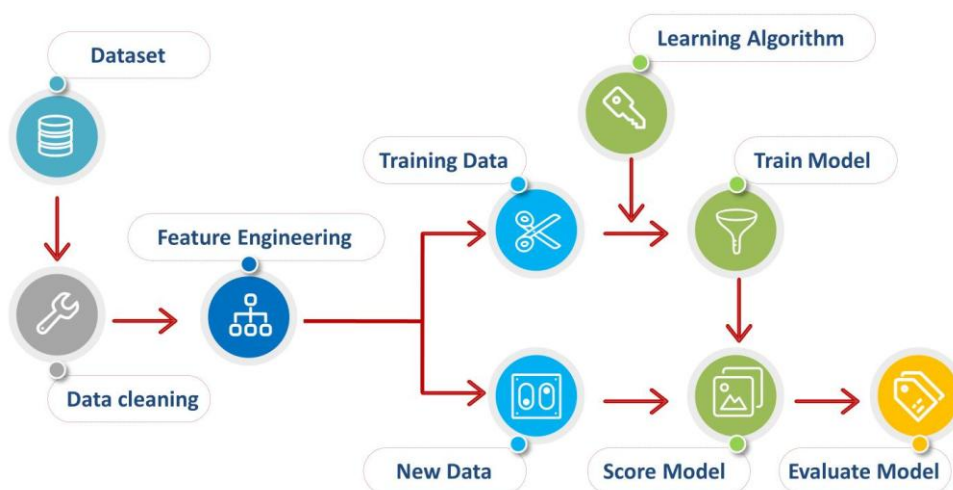 Learning Algorithm
Dataset
Training Data
Train Model
Feature Engineering
Data cleaning
New Data
Score Model
Evaluate Model